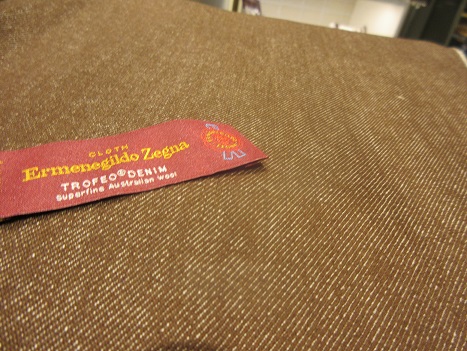 CLOTH
Ermenegildo Zegna
TROFEO® DENIM
Superfine Australian wool